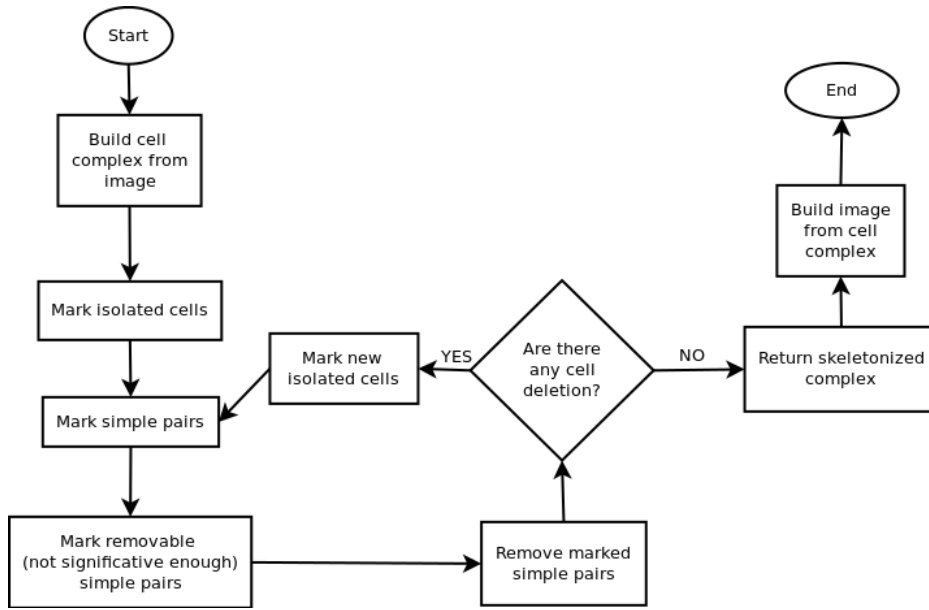 Start
Build cell
complex from
image
Mark isolated cells
Mark simple pairs
Mark removable
(not significative enough)
simple pairs
Remove marked
simple pairs
Are there
any cell
deletion?
YES
Mark new
isolated cells
NO
Return skeletonized
complex
Build image
from cell
complex
End